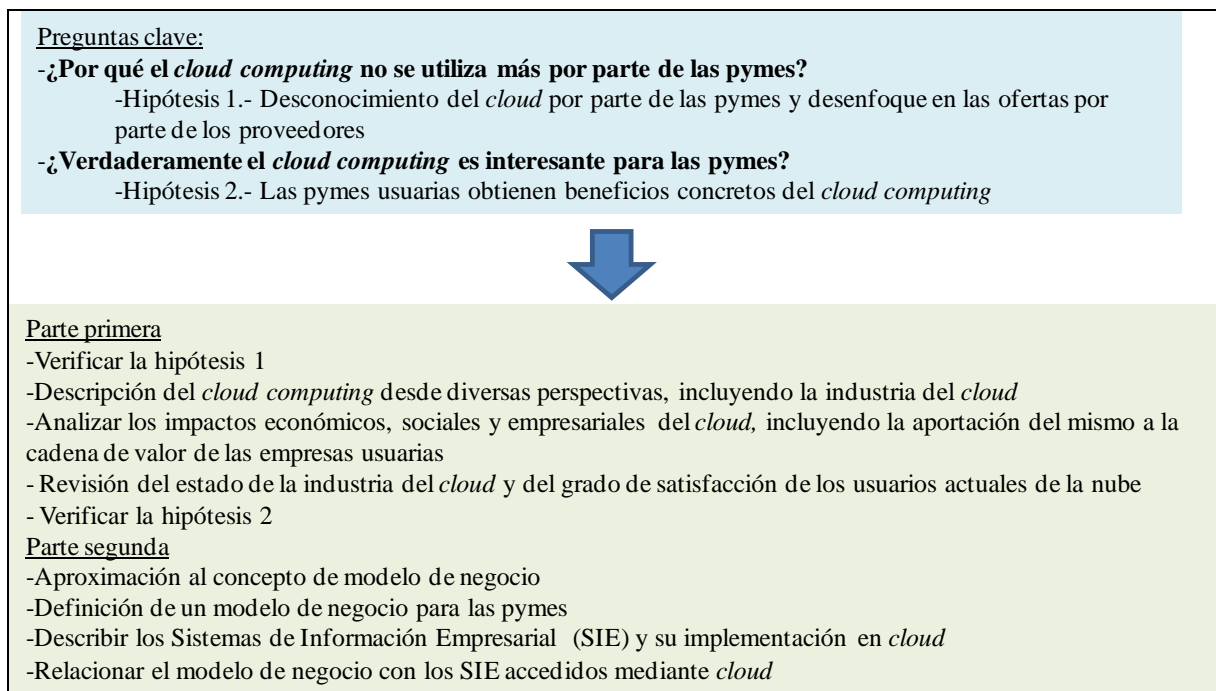 Preguntas clave:
-¿Por qué el cloud computing no se utiliza más por parte de las pymes?
-Hipótesis 1.- Desconocimiento del cloud por parte de las pymes y desenfoque en las ofertas por
parte de los proveedores
-¿Verdaderamente el cloud computing es interesante para las pymes?
-Hipótesis 2.- Las pymes usuarias obtienen beneficios concretos del cloud computing
Parte primera
-Verificar la hipótesis 1
-Descripción del cloud computing desde diversas perspectivas, incluyendo la industria del cloud
-Analizar los impactos económicos, sociales y empresariales del cloud, incluyendo la aportación del mismo a la
cadena de valor de las empresas usuarias
- Revisión del estado de la industria del cloud y del grado de satisfacción de los usuarios actuales de la nube
- Verificar la hipótesis 2
Parte segunda
-Aproximación al concepto de modelo de negocio
-Definición de un modelo de negocio para las pymes
-Describir los Sistemas de Información Empresarial (SIE) y su implementación en cloud
-Relacionar el modelo de negocio con los SIE accedidos mediante cloud